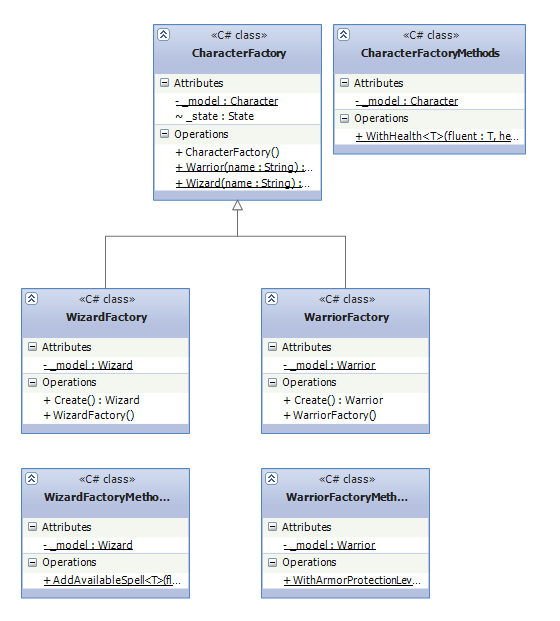 «C# class»
CharacterFactory
Attributes
- _model : Character
~ _state : State
Operations
+ CharacterFactory()
+ Warrior(name : String) :...
+ Wizard(name : String) :...
«C# class»
CharacterFactoryMethods
Attributes
- _model : Character
Operations
+ WithHealth<T>(fluent : T, he...
«C# class»
WizardFactory
Attributes
- _model : Wizard
Operations
+ Create() : Wizard
+ WizardFactory()
«C# class»
WarriorFactory
Attributes
- _model : Warrior
Operations
+ Create() : Warrior
+ WarriorFactory()
«C# class»
WizardFactoryMetho...
Attributes
- _model : Wizard
Operations
+ AddAvailableSpell<T>(fl...
«C# class»
WarriorFactoryMeth...
Attributes
- _model : Warrior
Operations
+ WithArmorProtectionLev...